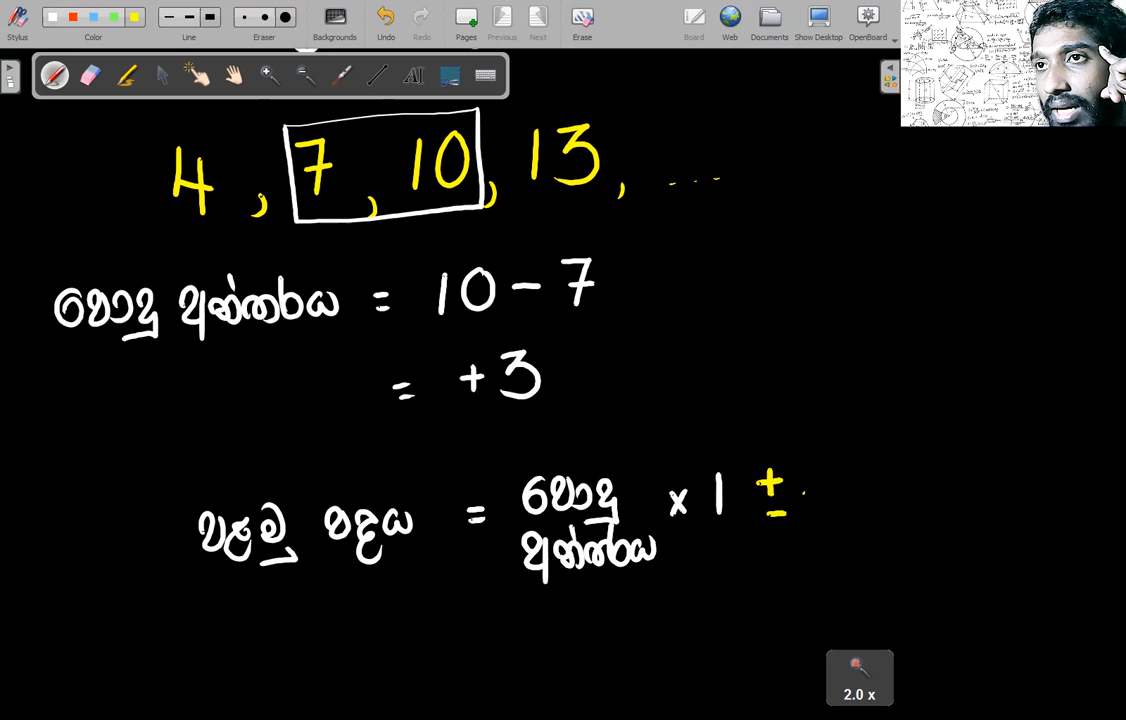 Stylus Color Line Eraser Backgrounds Undo Redo Pages Previous Next Erase Board Web Documents Show Desktop OpenBoard
4 , 7 , 10 , 13 , ......
පොදු අන්තරය = 10 - 7
= + 3
පළමු පදය = පොදු × 1 ±
අන්තරය
2.0 x